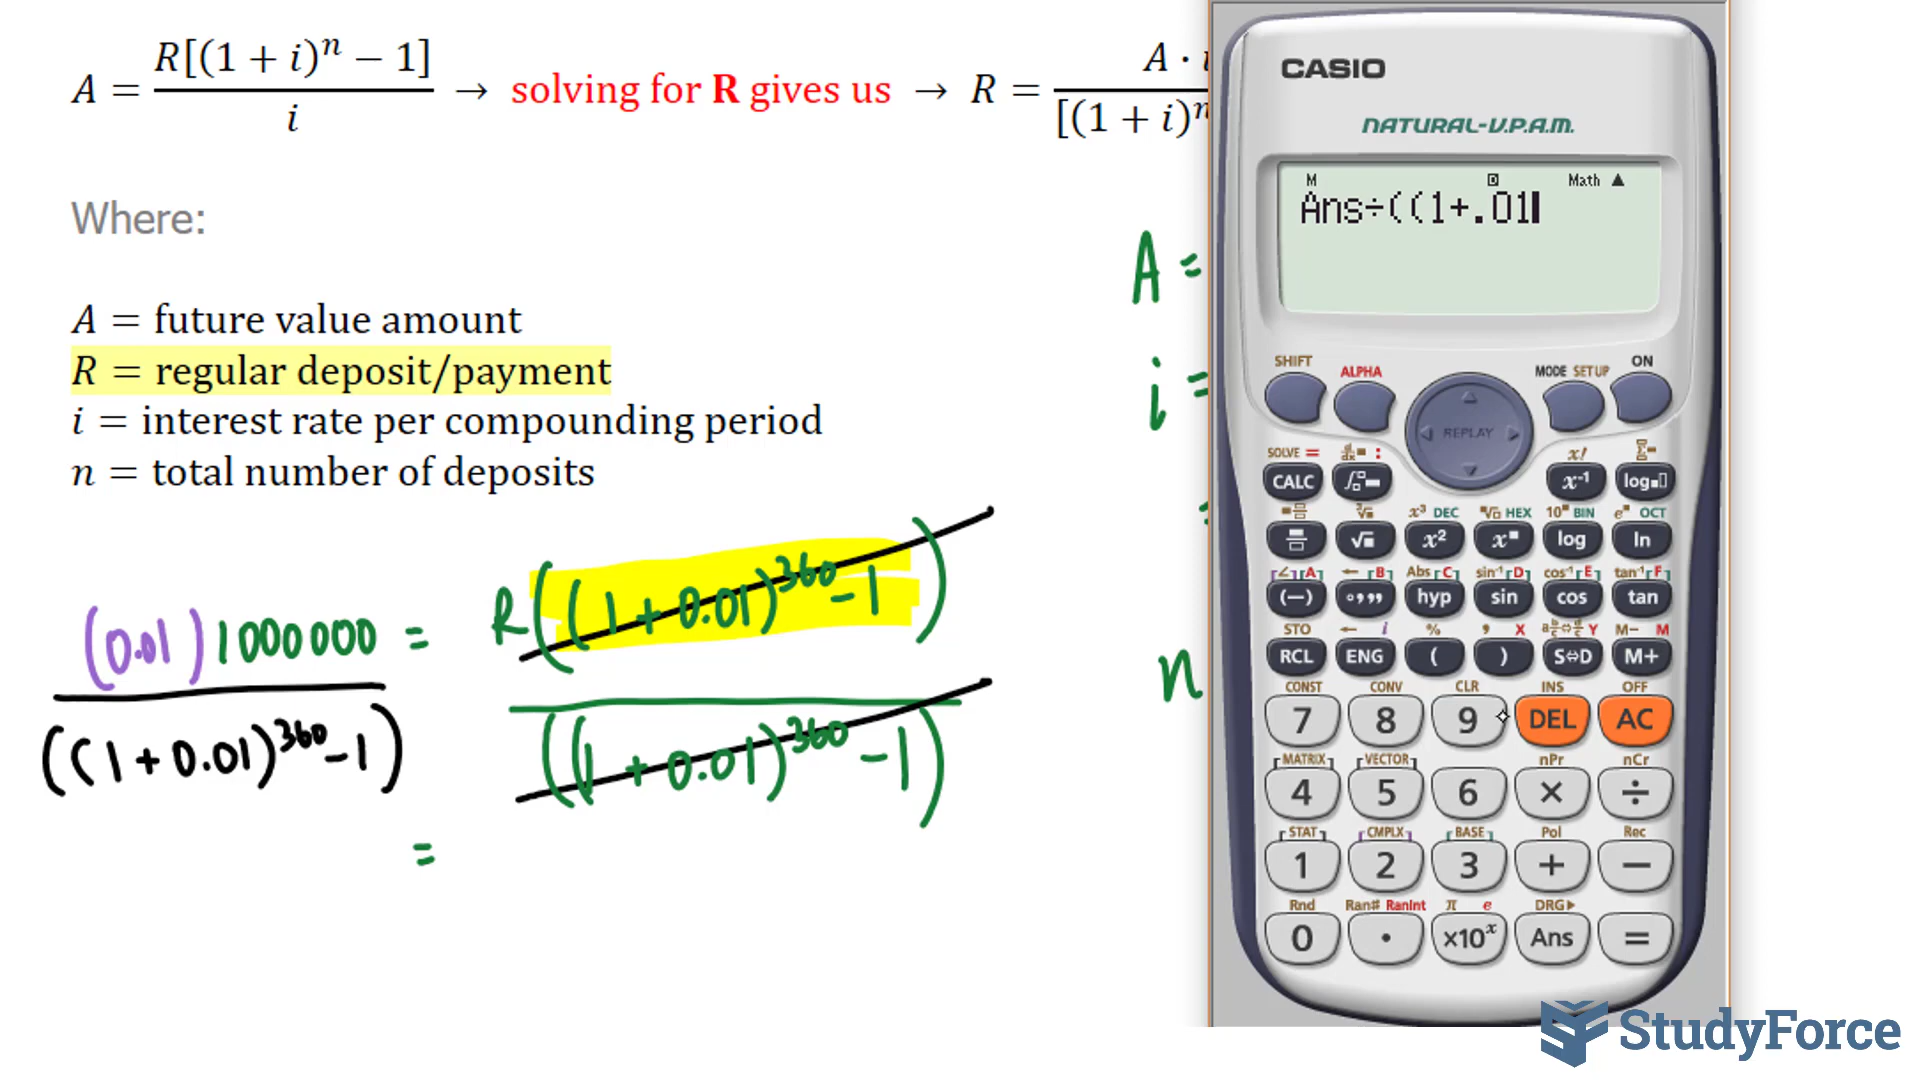 A = R[(1 + i)ⁿ − 1] / i → solving for R gives us → R = A · i / [(1 + i)ⁿ
Where:
A = future value amount
R = regular deposit/payment
i = interest rate per compounding period
n = total number of deposits
(0.01) 1000000 = R((1+0.01)³⁶⁰−1)
((1+0.01)³⁶⁰−1) ((1+0.01)³⁶⁰−1)
=
A =
i =
=
n
CASIO
NATURAL-V.P.A.M.
M D Math ▲
Ans÷((1+.01
SHIFT ALPHA REPLAY MODE SETUP ON
SOLVE = d/dx : x! Σ
CALC ∫ x⁻¹ log
x³ DEC HEX 10 BIN e OCT
√ x² x log ln
∠ A ← B Abs C sin⁻¹ D cos⁻¹ E tan⁻¹ F
(−) °,,, hyp sin cos tan
STO ← i % , X a b/c⇔d/c Y M− M
RCL ENG ( ) S⇔D M+
CONST CONV CLR INS OFF
7 8 9 DEL AC
MATRIX VECTOR nPr nCr
4 5 6 × ÷
STAT CMPLX BASE Pol Rec
1 2 3 + −
Rnd Ran# RanInt π e DRG▶
0 . ×10ˣ Ans =
StudyForce